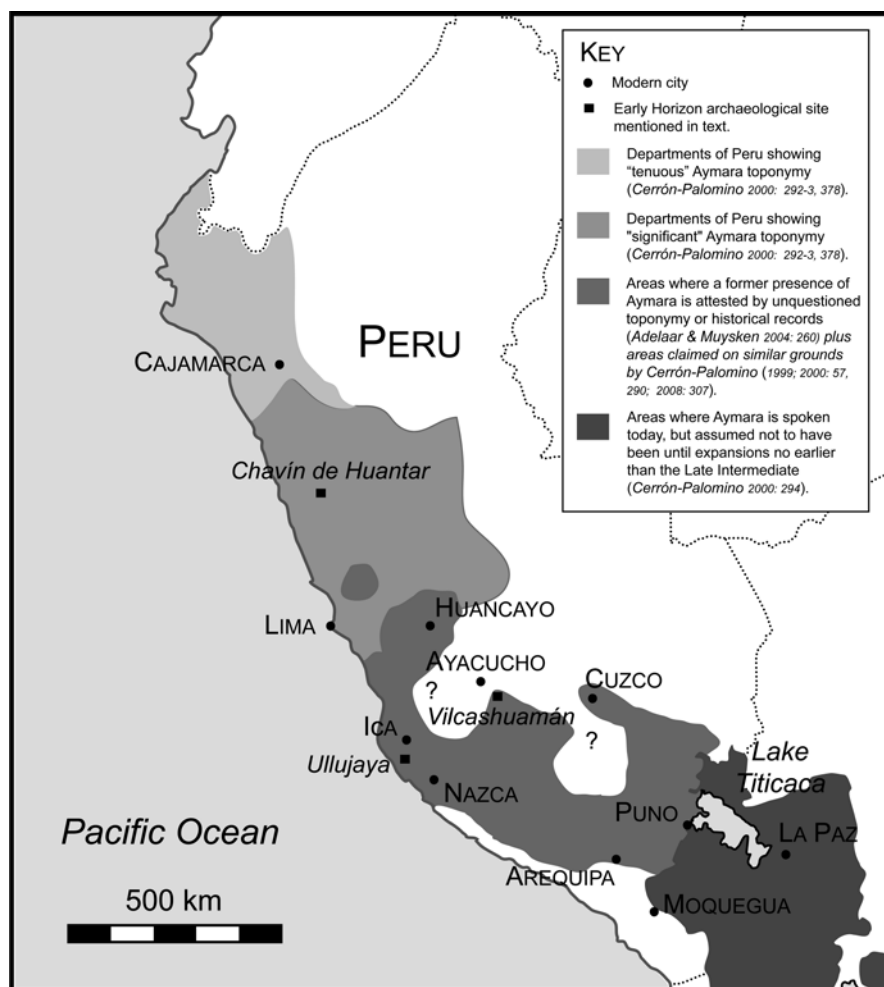 KEY
Modern city
Early Horizon archaeological site
mentioned in text.
Departments of Peru showing
“tenuous” Aymara toponymy
(Cerrón-Palomino 2000: 292-3, 378).
Departments of Peru showing
"significant" Aymara toponymy
(Cerrón-Palomino 2000: 292-3, 378).
Areas where a former presence of
Aymara is attested by unquestioned
toponymy or historical records
(Adelaar & Muysken 2004: 260) plus
areas claimed on similar grounds
by Cerrón-Palomino (1999; 2000: 57,
290; 2008: 307).
Areas where Aymara is spoken
today, but assumed not to have
been until expansions no earlier
than the Late Intermediate
(Cerrón-Palomino 2000: 294).
PERU
CAJAMARCA
Chavín de Huantar
LIMA
HUANCAYO
AYACUCHO
?
CUZCO
Vilcashuamán
ICA
?
Ullujaya
NAZCA
Lake
Titicaca
PUNO
LA PAZ
Pacific Ocean
AREQUIPA
500 km
MOQUEGUA